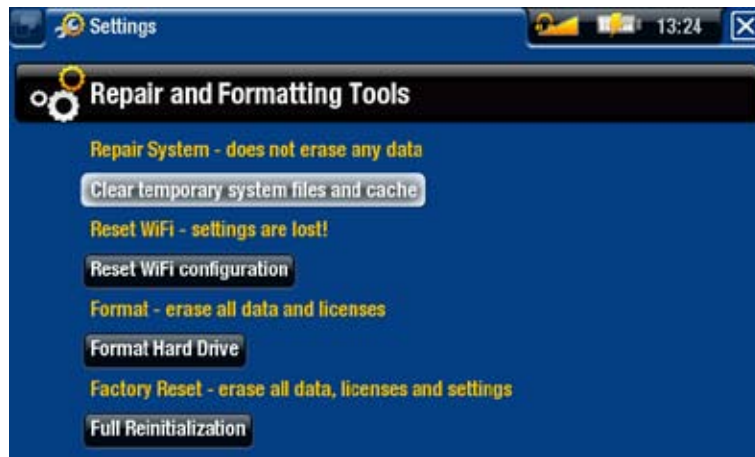 Settings
13:24
Repair and Formatting Tools
Repair System - does not erase any data
Clear temporary system files and cache
Reset WiFi - settings are lost!
Reset WiFi configuration
Format - erase all data and licenses
Format Hard Drive
Factory Reset - erase all data, licenses and settings
Full Reinitialization